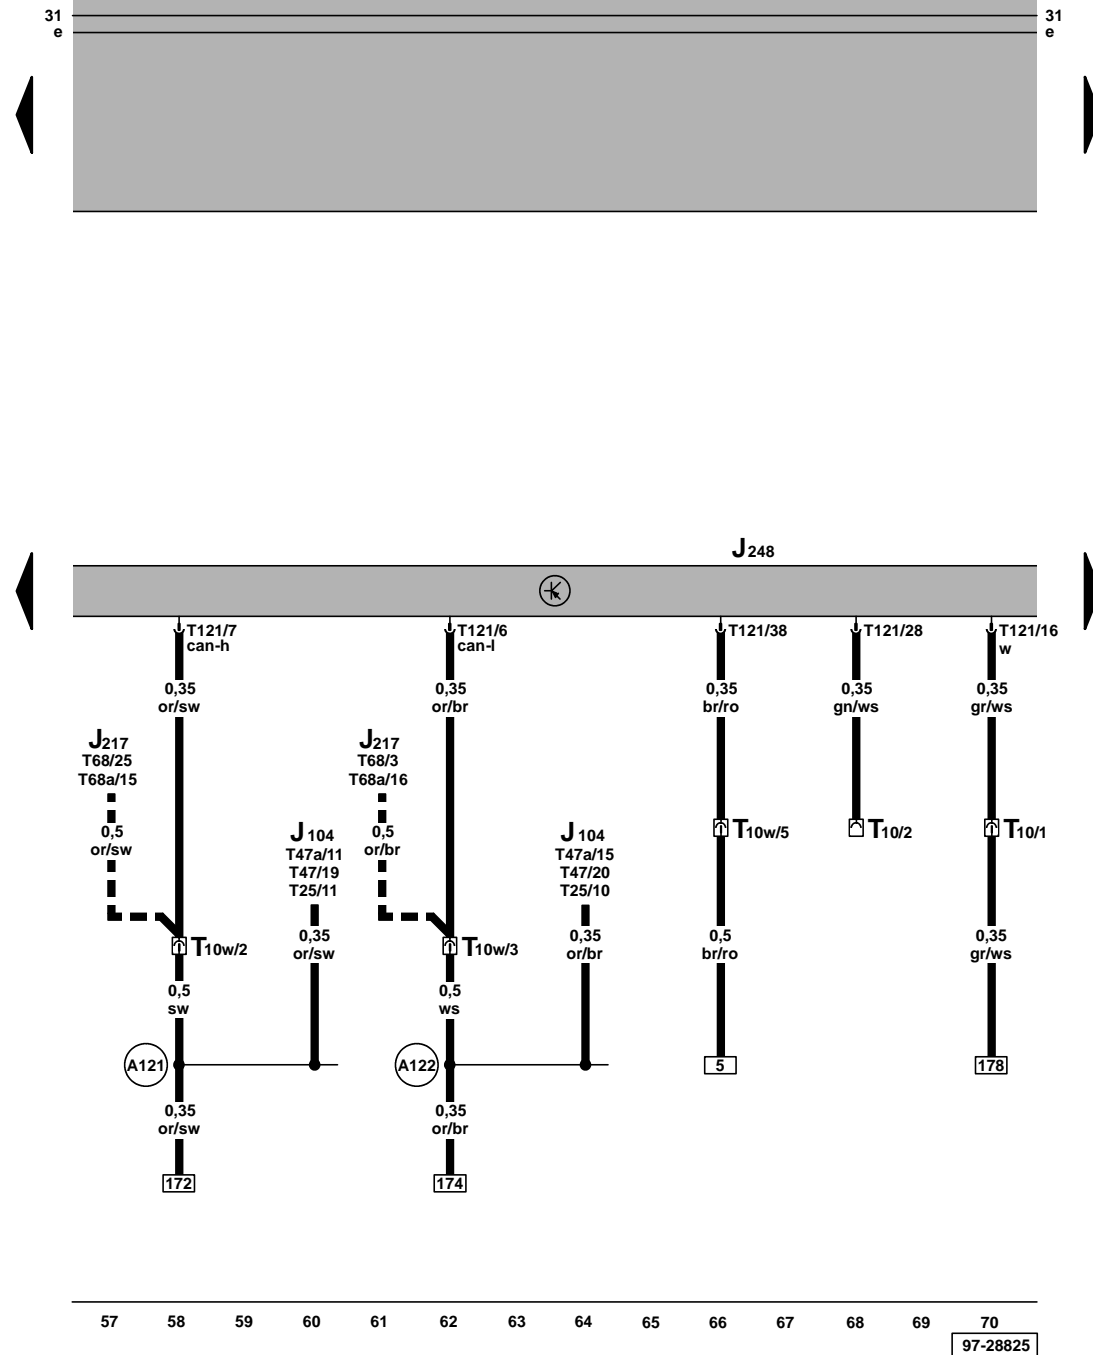 31 31
e e
J248
T121/7 T121/6 T121/38 T121/28 T121/16
can-h can-l w
0,35 0,35 0,35 0,35 0,35
or/sw or/br br/ro gn/ws gr/ws
J217 J217
T68/25 T68/3
T68a/15 T68a/16
0,5 0,5
or/sw or/br
J104 J104
T47a/11 T47a/15
T47/19 T47/20
T25/11 T25/10
T10w/5 T10/2 T10/1
0,35 0,35 0,5 0,35
or/sw or/br br/ro gr/ws
T10w/2 T10w/3
0,5 0,5
sw ws
A121 A122 5 178
0,35 0,35
or/sw or/br
172 174
57 58 59 60 61 62 63 64 65 66 67 68 69 70
97-28825